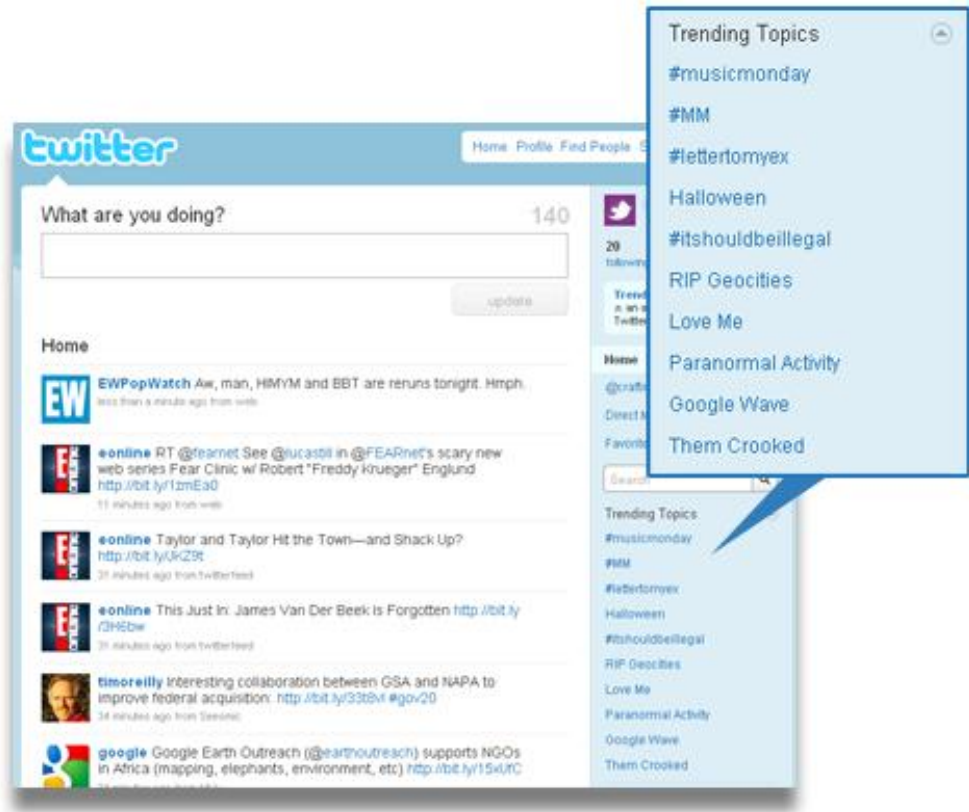 Trending Topics
#musicmonday
#MM
#lettertomyex
Halloween
#itshouldbeillegal
RIP Geocities
Love Me
Paranormal Activity
Google Wave
Them Crooked
twitter
Home Profile Find People
What are you doing?
140
update
Home
EWPopWatch Aw, man, HIMYM and BBT are reruns tonight. Hmph.
less than a minute ago from web
eonline RT @fearnet See @lucastill in @FEARnet's scary new
web series Fear Clinic w/ Robert "Freddy Krueger" Englund
http://bit.ly/1zmEa0
11 minutes ago from web
eonline Taylor and Taylor Hit the Town—and Shack Up?
http://bit.ly/UkZ9t
31 minutes ago from twitterfeed
eonline This Just In: James Van Der Beek is Forgotten http://bit.ly
/3H6bw
31 minutes ago from twitterfeed
timoreilly Interesting collaboration between GSA and NAPA to
improve federal acquisition: http://bit.ly/33t8vl #gov20
34 minutes ago from Seesmic
google Google Earth Outreach (@earthoutreach) supports NGOs
in Africa (mapping, elephants, environment, etc) http://bit.ly/15xUfC
EW
20
following
Home
Search
Trending Topics
#musicmonday
#MM
#lettertomyex
Halloween
#itshouldbeillegal
RIP Geocities
Love Me
Paranormal Activity
Google Wave
Them Crooked